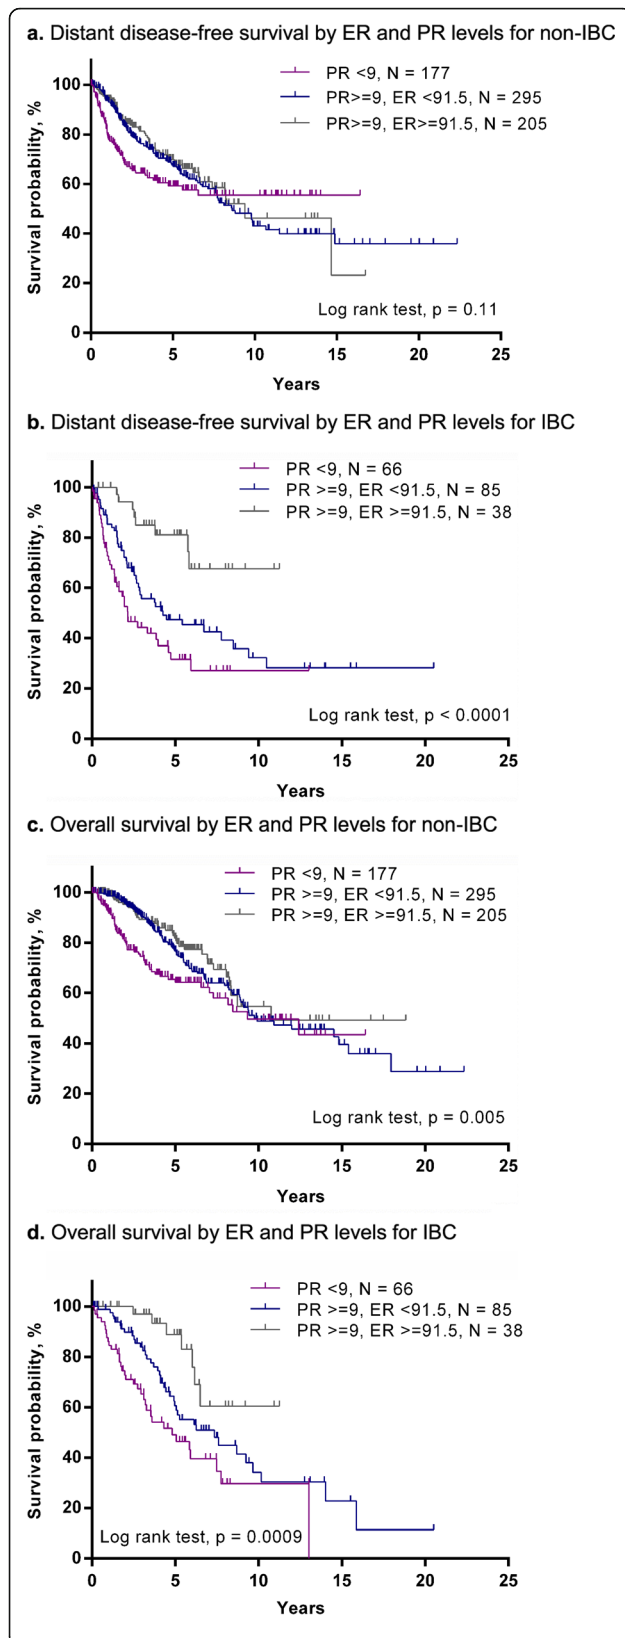 a. Distant disease-free survival by ER and PR levels for non-IBC
PR <9, N = 177
PR>=9, ER <91.5, N = 295
PR>=9, ER>=91.5, N = 205
Survival probability, %
100
80
60
40
20
0
Log rank test, p = 0.11
0 5 10 15 20 25
Years
b. Distant disease-free survival by ER and PR levels for IBC
PR <9, N = 66
PR >=9, ER <91.5, N = 85
PR >=9, ER >=91.5, N = 38
Survival probability, %
100
80
60
40
20
0
Log rank test, p < 0.0001
0 5 10 15 20 25
Years
c. Overall survival by ER and PR levels for non-IBC
PR <9, N = 177
PR >=9, ER <91.5, N = 295
PR >=9, ER >=91.5, N = 205
Survival probability, %
100
80
60
40
20
0
Log rank test, p = 0.005
0 5 10 15 20 25
Years
d. Overall survival by ER and PR levels for IBC
PR <9, N = 66
PR >=9, ER <91.5, N = 85
PR >=9, ER >=91.5, N = 38
Survival probability, %
100
80
60
40
20
0
Log rank test, p = 0.0009
0 5 10 15 20 25
Years